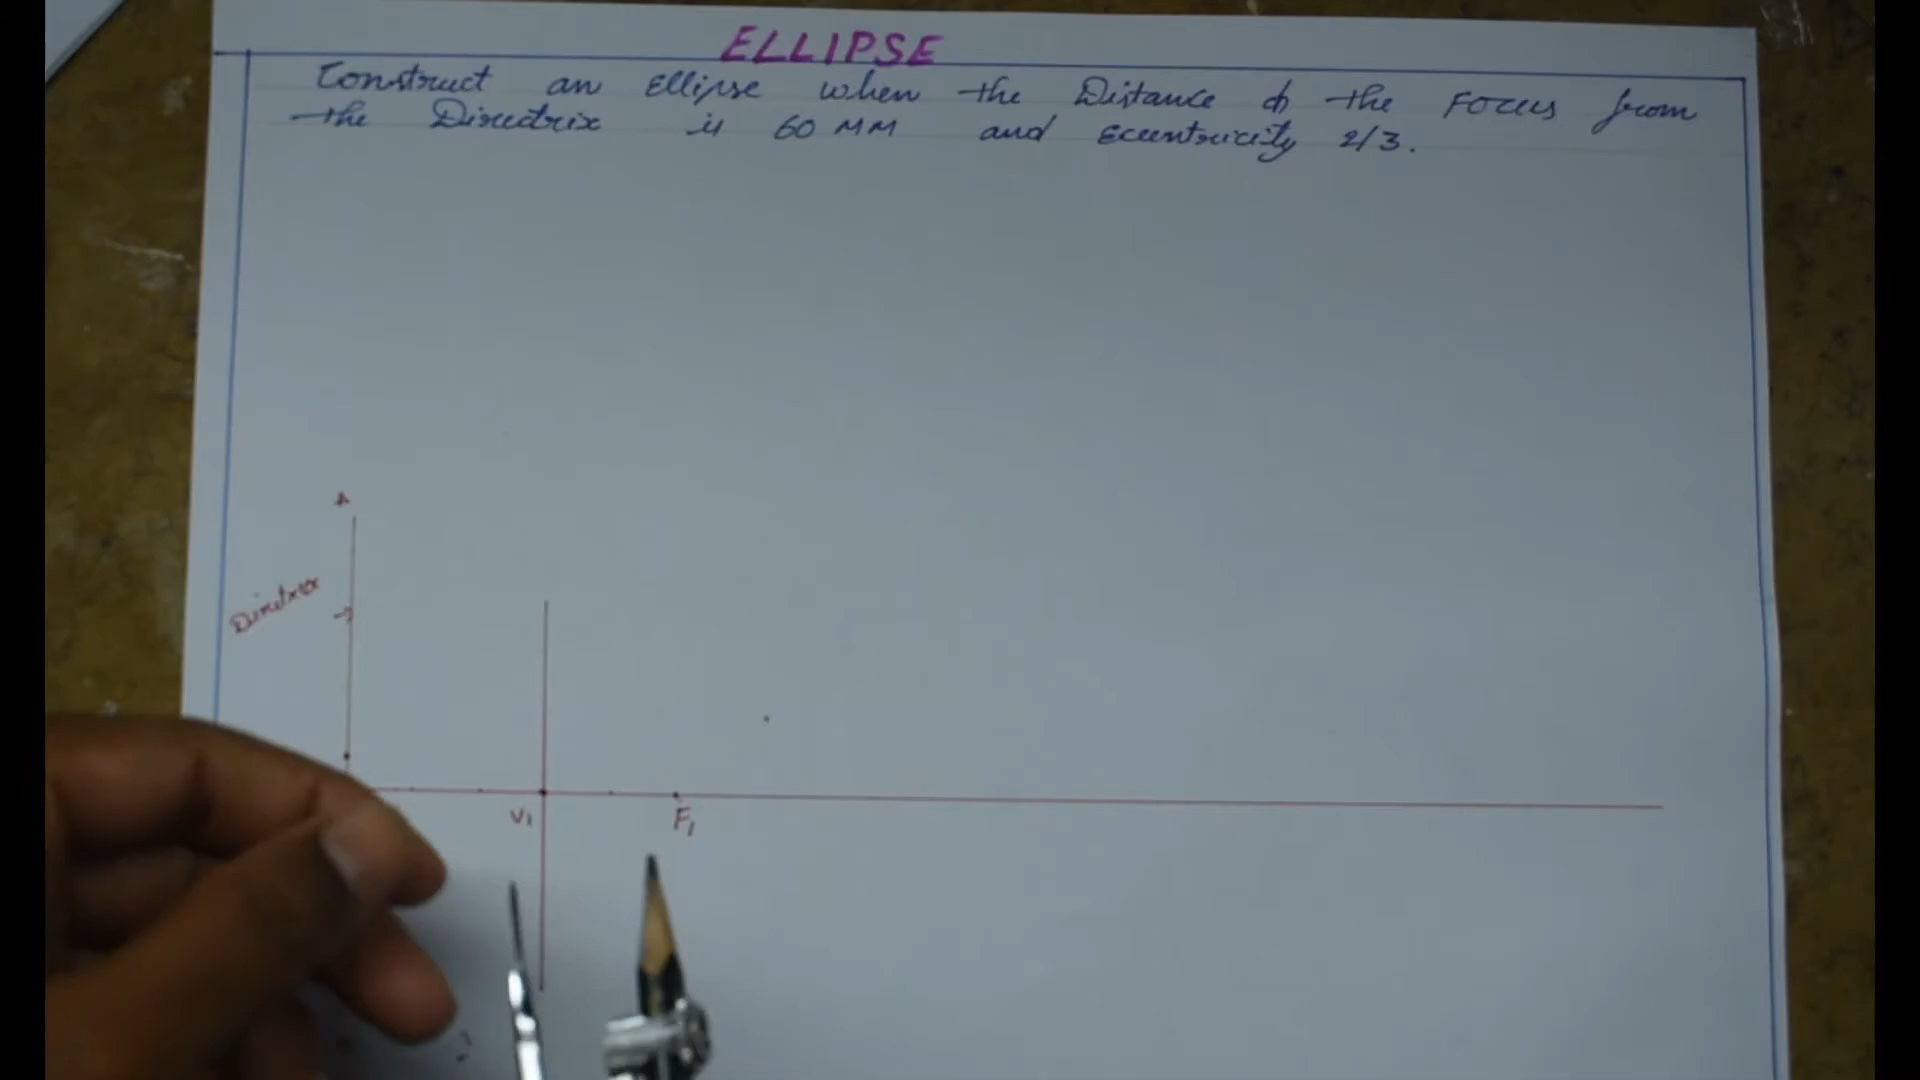 ELLIPSE
Construct an Ellipse when the Distance of the Focus from
the Directrix is 60 MM and Eccentricity 2/3.
A
Directrix
V1
F1